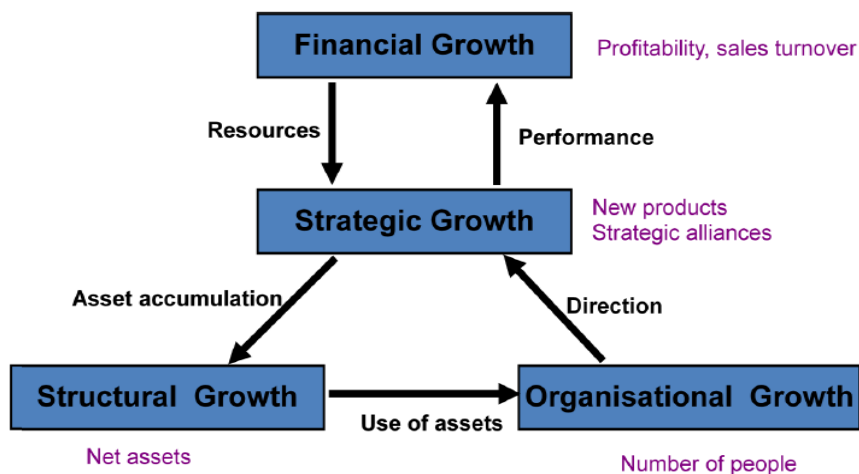 Financial Growth
Profitability, sales turnover
Resources
Performance
Strategic Growth
New products
Strategic alliances
Asset accumulation
Direction
Structural Growth
Organisational Growth
Use of assets
Net assets
Number of people